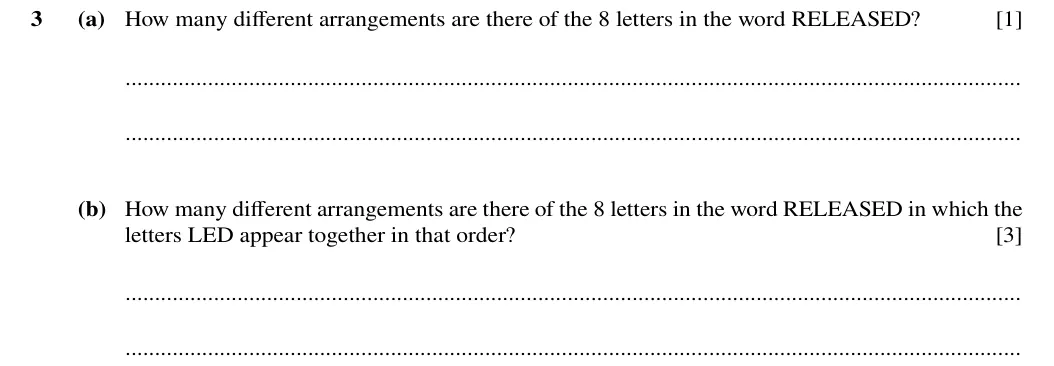 3 (a) How many different arrangements are there of the 8 letters in the word RELEASED? [1]
(b) How many different arrangements are there of the 8 letters in the word RELEASED in which the
letters LED appear together in that order? [3]